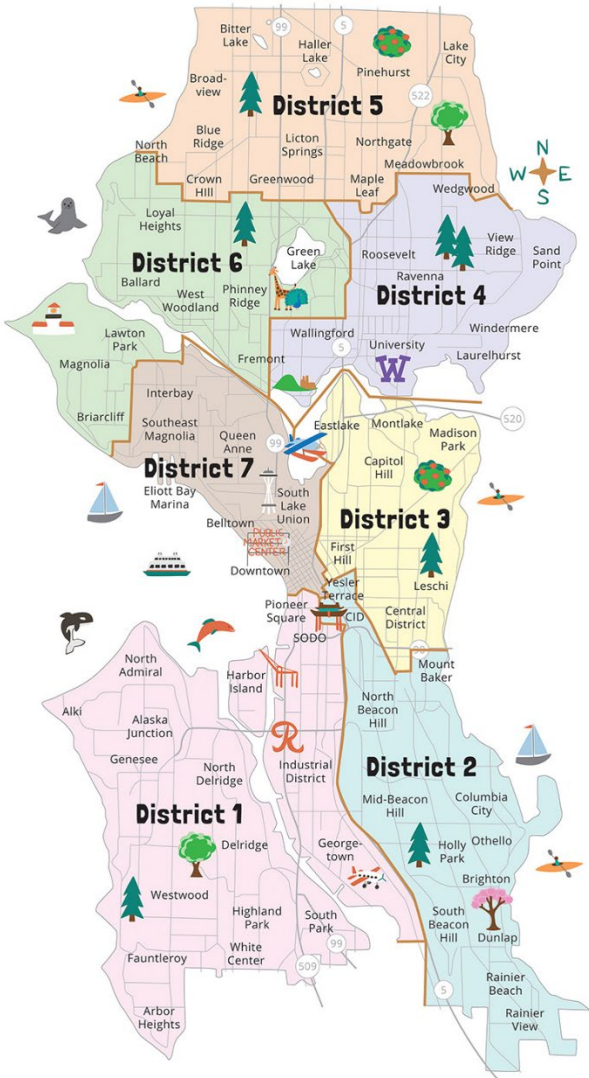 Bitter
Lake
99
5
Haller
Lake
Lake
City
Pinehurst
Broad-
view
District 5
522
Blue
Ridge
Licton
Springs
Northgate
North
Beach
Meadowbrook
Crown
Hill
Greenwood
Maple
Leaf
Wedgwood
N
W E
S
Loyal
Heights
Green
Lake
District 6
Ballard
West
Woodland
Phinney
Ridge
Roosevelt
View
Ridge
Sand
Point
Ravenna
District 4
Wallingford
5
University
W
Windermere
Laurelhurst
Lawton
Park
Magnolia
Fremont
Briarcliff
Interbay
Southeast
Magnolia
Queen
Anne
99
District 7
Eliott Bay
Marina
South
Lake
Union
Belltown
PUBLIC
MARKET
CENTER
Downtown
Eastlake
Montlake
520
Madison
Park
Capitol
Hill
District 3
First
Hill
Leschi
Yesler
Terrace
Central
District
Pioneer
Square
CID
SODO
90
Mount
Baker
North
Admiral
Harbor
Island
Alki
Alaska
Junction
Genesee
North
Delridge
R
Industrial
District
District 1
Delridge
George-
town
Westwood
Highland
Park
South
Park
99
White
Center
509
Fauntleroy
Arbor
Heights
North
Beacon
Hill
District 2
Mid-Beacon
Hill
Columbia
City
Holly
Park
Othello
Brighton
South
Beacon
Hill
Dunlap
5
Rainier
Beach
Rainier
View